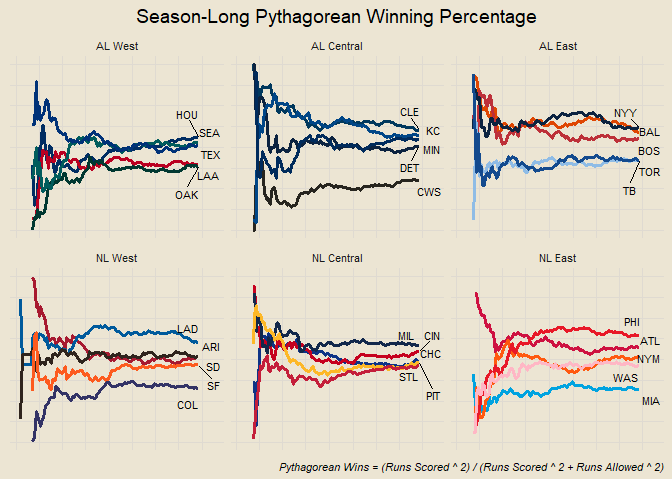 Season-Long Pythagorean Winning Percentage
AL West
AL Central
AL East
HOU
SEA
TEX
LAA
OAK
CLE
KC
MIN
DET
CWS
NYY
BAL
BOS
TOR
TB
NL West
NL Central
NL East
LAD
ARI
SD
SF
COL
MIL
CIN
CHC
STL
PIT
PHI
ATL
NYM
WAS
MIA
Pythagorean Wins = (Runs Scored ^ 2) / (Runs Scored ^ 2 + Runs Allowed ^ 2)